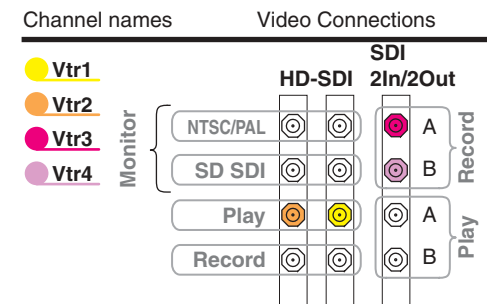 Channel names Video Connections
Vtr1
Vtr2
Vtr3
Vtr4
HD-SDI
SDI
2In/2Out
Monitor
NTSC/PAL
SD SDI
Play
Record
A
B
Record
A
B
Play